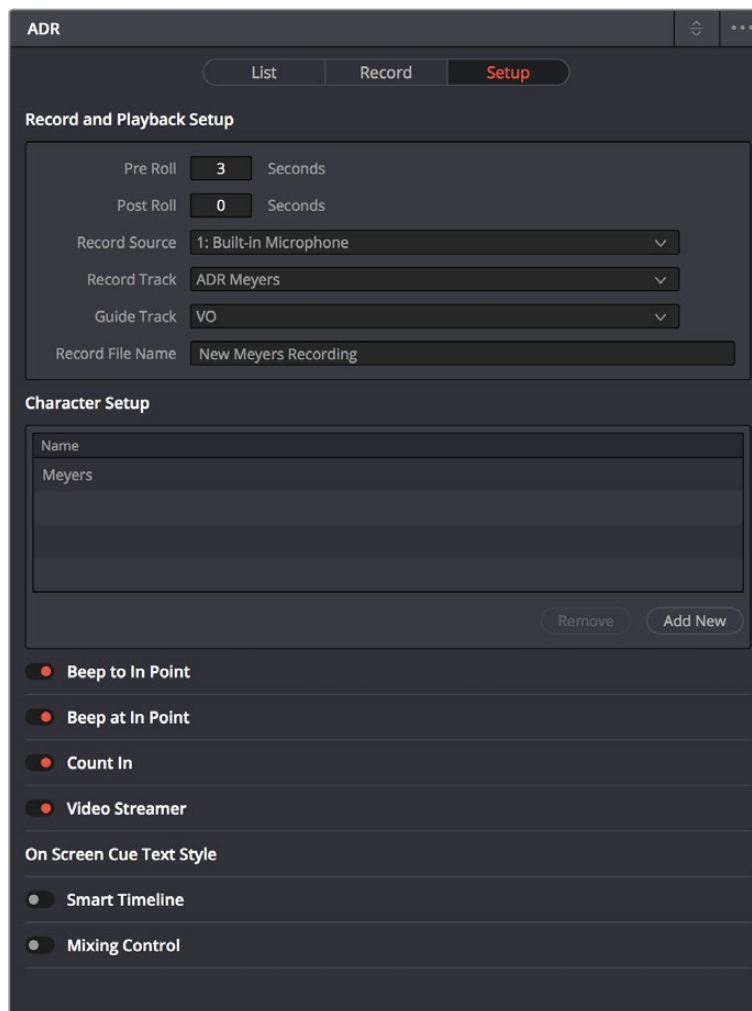 ADR
List Record Setup
Record and Playback Setup
Pre Roll 3 Seconds
Post Roll 0 Seconds
Record Source 1: Built-in Microphone
Record Track ADR Meyers
Guide Track VO
Record File Name New Meyers Recording
Character Setup
Name
Meyers
Remove Add New
Beep to In Point
Beep at In Point
Count In
Video Streamer
On Screen Cue Text Style
Smart Timeline
Mixing Control